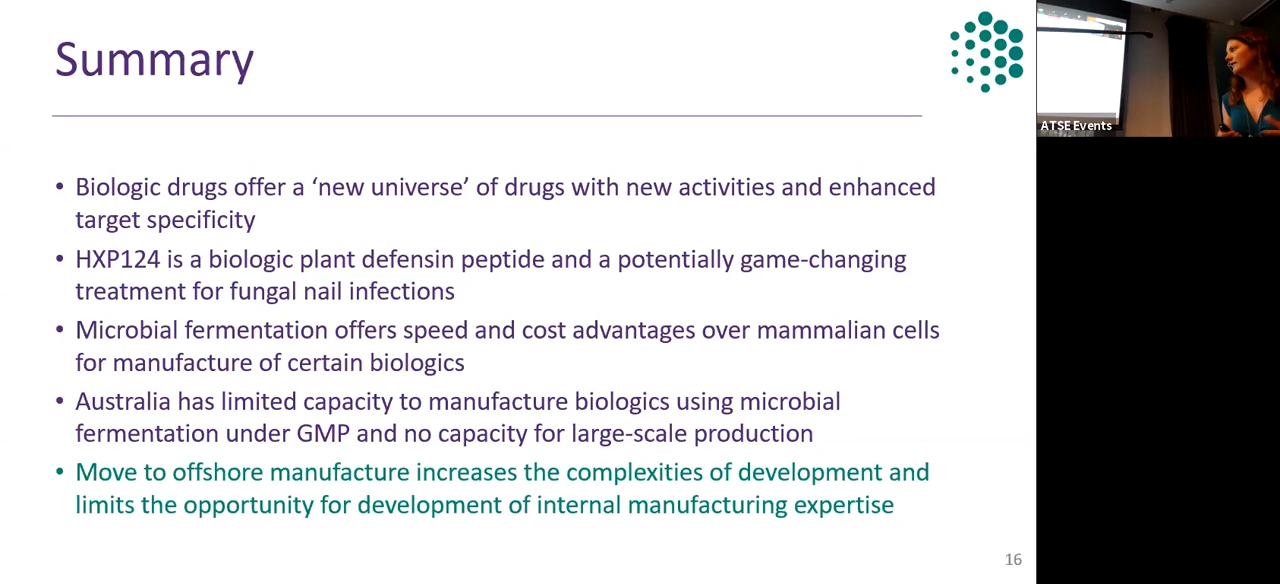 Summary
• Biologic drugs offer a ‘new universe’ of drugs with new activities and enhanced
target specificity
• HXP124 is a biologic plant defensin peptide and a potentially game-changing
treatment for fungal nail infections
• Microbial fermentation offers speed and cost advantages over mammalian cells
for manufacture of certain biologics
• Australia has limited capacity to manufacture biologics using microbial
fermentation under GMP and no capacity for large-scale production
• Move to offshore manufacture increases the complexities of development and
limits the opportunity for development of internal manufacturing expertise
16
ATSE Events